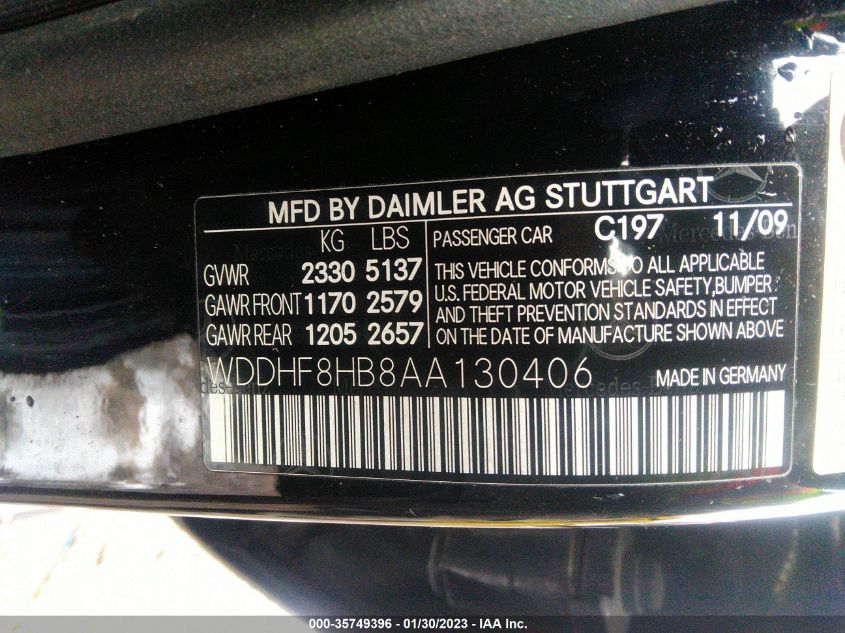 MFD BY DAIMLER AG STUTTGART
KG LBS
PASSENGER CAR C197 11/09
GVWR 2330 5137
GAWR FRONT 1170 2579
GAWR REAR 1205 2657
THIS VEHICLE CONFORMS TO ALL APPLICABLE
U.S. FEDERAL MOTOR VEHICLE SAFETY,BUMPER
AND THEFT PREVENTION STANDARDS IN EFFECT
ON THE DATE OF MANUFACTURE SHOWN ABOVE
WDDHF8HB8AA130406 MADE IN GERMANY
000-35749396 - 01/30/2023 - IAA Inc.